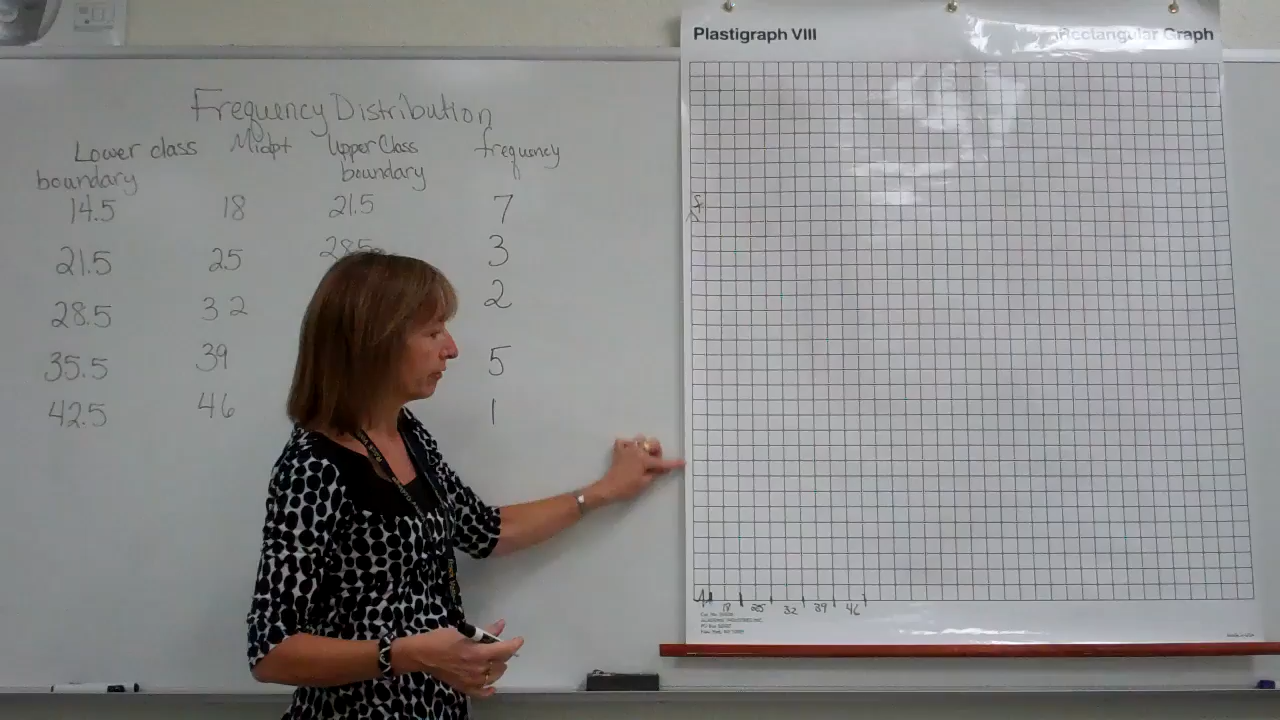 Plastigraph VIII
Rectangular Graph
Frequency Distribution
Lower class boundary
Midpt
Upper Class boundary
frequency
14.5 18 21.5 7
21.5 25 28.5 3
28.5 32 2
35.5 39 5
42.5 46 1
f
18 25 32 39 46